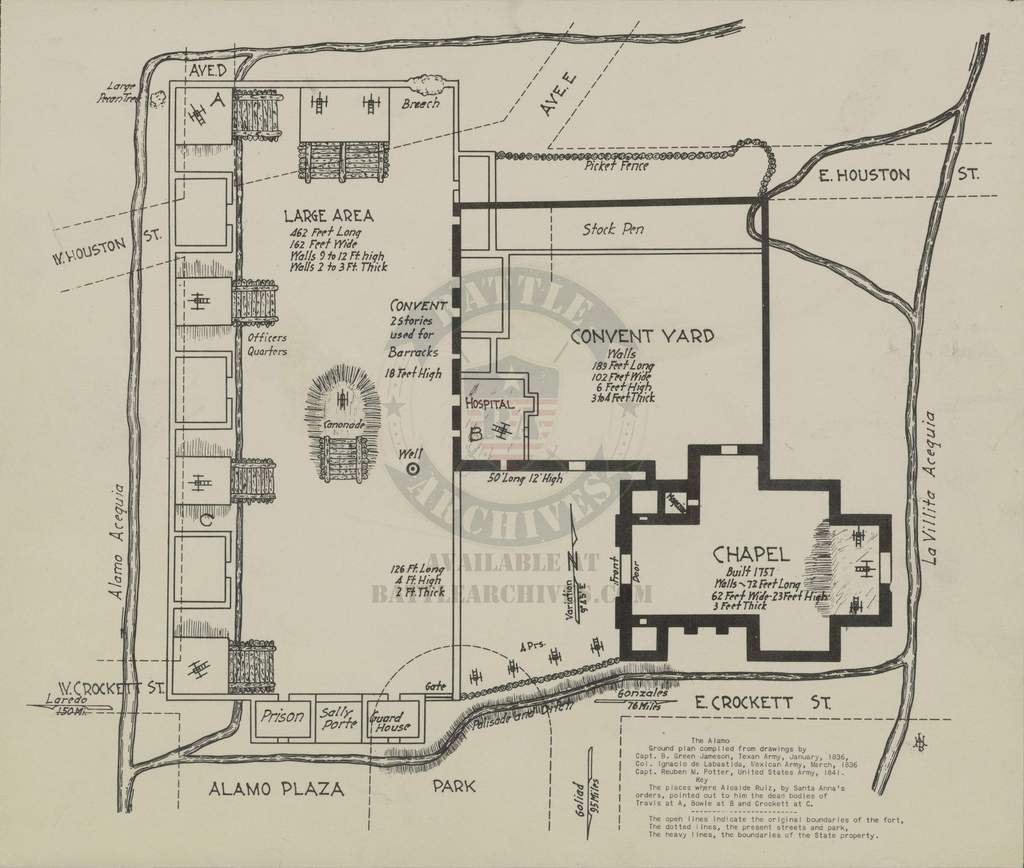 AVE.D
Large
Pecan Tree
A
Breech
AVE. E
Picket Fence
E. HOUSTON ST.
W. HOUSTON ST.
LARGE AREA
462 Feet Long
162 Feet Wide
Walls 9 to 12 Ft. high
Walls 2 to 3 Ft. Thick
Stock Pen
CONVENT
2 Stories
used for
Barracks
18 Feet High
Officers
Quarters
CONVENT YARD
Walls
189 Feet Long
102 Feet Wide
6 Feet High
3 to 4 Feet Thick
Canonade
HOSPITAL
B
Well
50' Long 12' High
BATTLE
BA
ARCHIVES
AVAILABLE AT
BATTLEARCHIVES.COM
C
Alamo Acequia
La Villita Acequia
126 Ft. Long
4 Ft. High
2 Ft. Thick
Variation
Front
Door
CHAPEL
Built 1757
Walls ~ 72 Feet Long
62 Feet Wide - 23 Feet High
3 Feet Thick
4 Prs.
W. CROCKETT ST.
Laredo
150 Mi.
Gate
Prison
Sally
Porte
Guard
House
Palisade and Ditch
Gonzales
76 Miles
E. CROCKETT ST.
Goliad
95 Miles
ALAMO PLAZA
PARK
The Alamo
Ground plan compiled from drawings by
Capt. B. Green Jameson, Texan Army, January, 1836,
Col. Ignacio de Labastida, Mexican Army, March, 1836
Capt. Reuben M. Potter, United States Army, 1841.
Key
The places where Alcalde Ruiz, by Santa Anna's
orders, pointed out to him the dead bodies of
Travis at A, Bowie at B and Crockett at C.
The open lines indicate the original boundaries of the fort,
The dotted lines, the present streets and park,
The heavy lines, the boundaries of the State property.